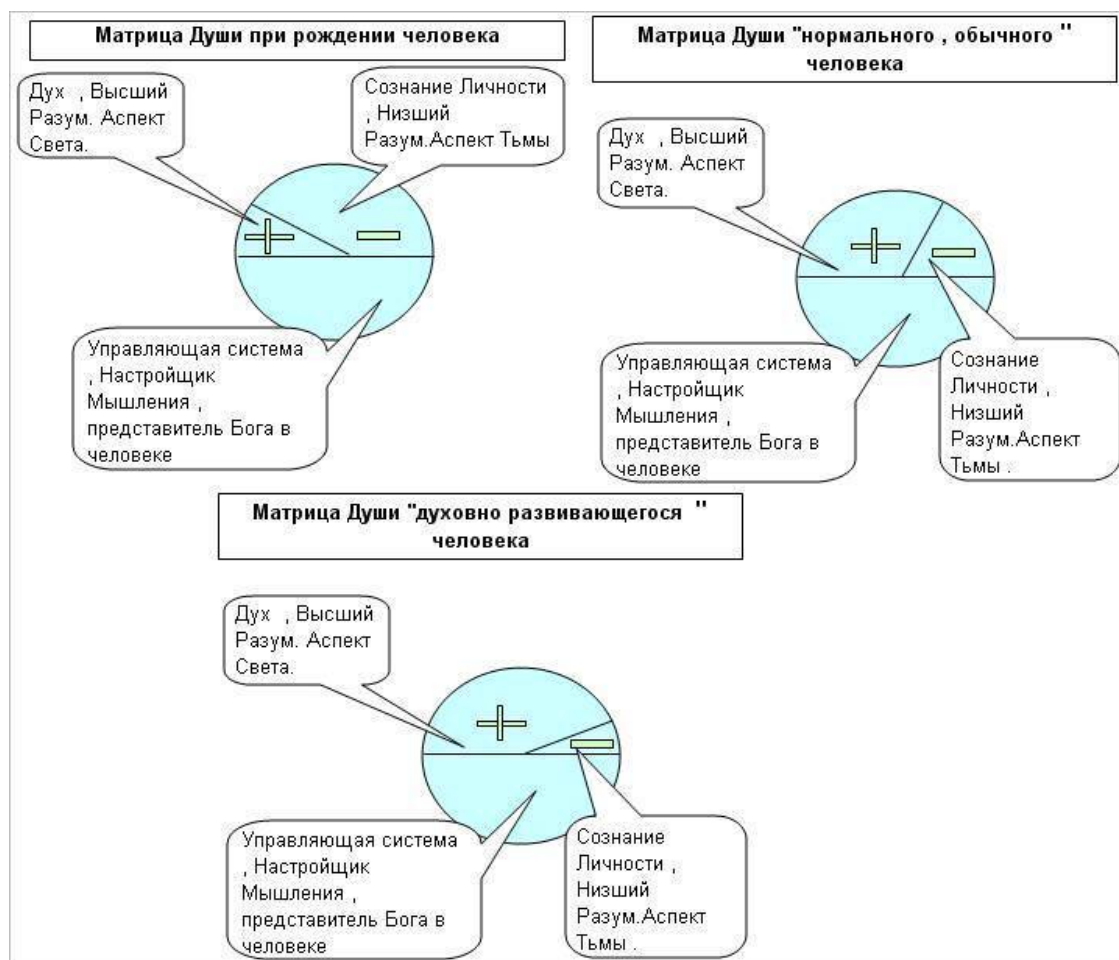 Матрица Души при рождении человека
Дух , Высший
Разум. Аспект
Света.
Сознание Личности
, Низший
Разум.Аспект Тьмы
Управляющая система
, Настройщик
Мышления ,
представитель Бога в
человеке
Матрица Души "нормального , обычного "
человека
Дух , Высший
Разум. Аспект
Света.
Управляющая система
, Настройщик
Мышления ,
представитель Бога в
человеке
Сознание
Личности ,
Низший
Разум.Аспект
Тьмы .
Матрица Души "духовно развивающегося "
человека
Дух , Высший
Разум. Аспект
Света.
Управляющая система
, Настройщик
Мышления ,
представитель Бога в
человеке
Сознание
Личности ,
Низший
Разум.Аспект
Тьмы .